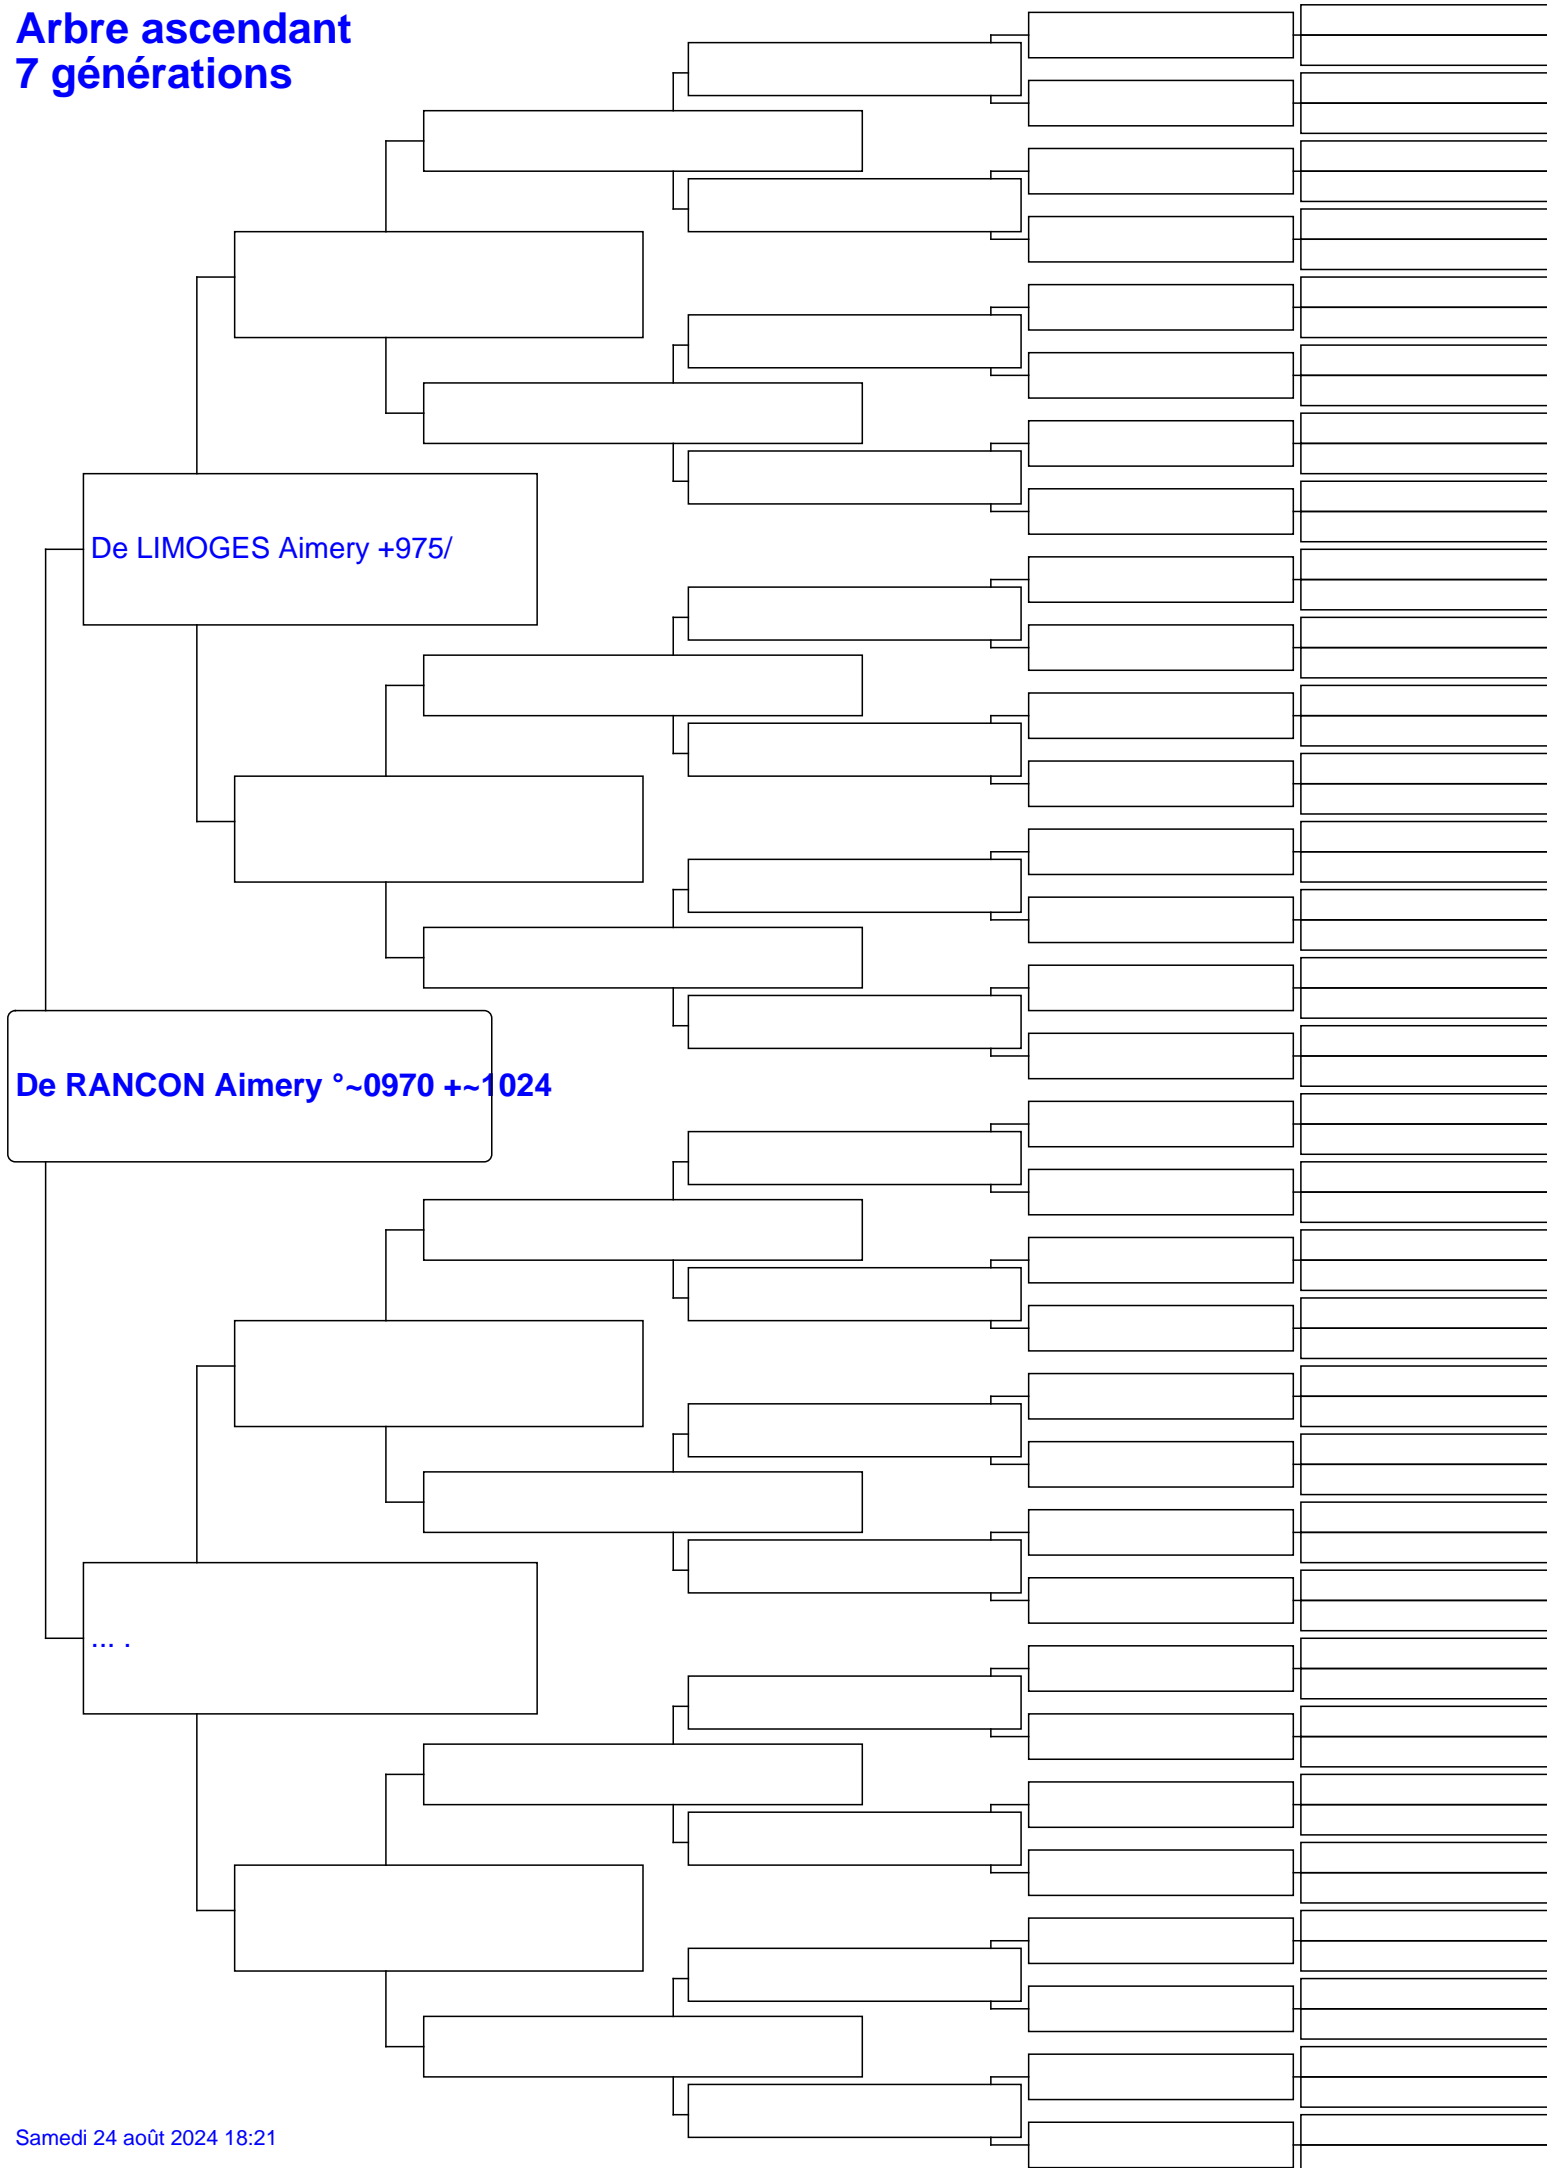 Arbre ascendant
7 générations
De LIMOGES Aimery +975/
De RANCON Aimery °~0970 +~1024
... .
Samedi 24 août 2024 18:21